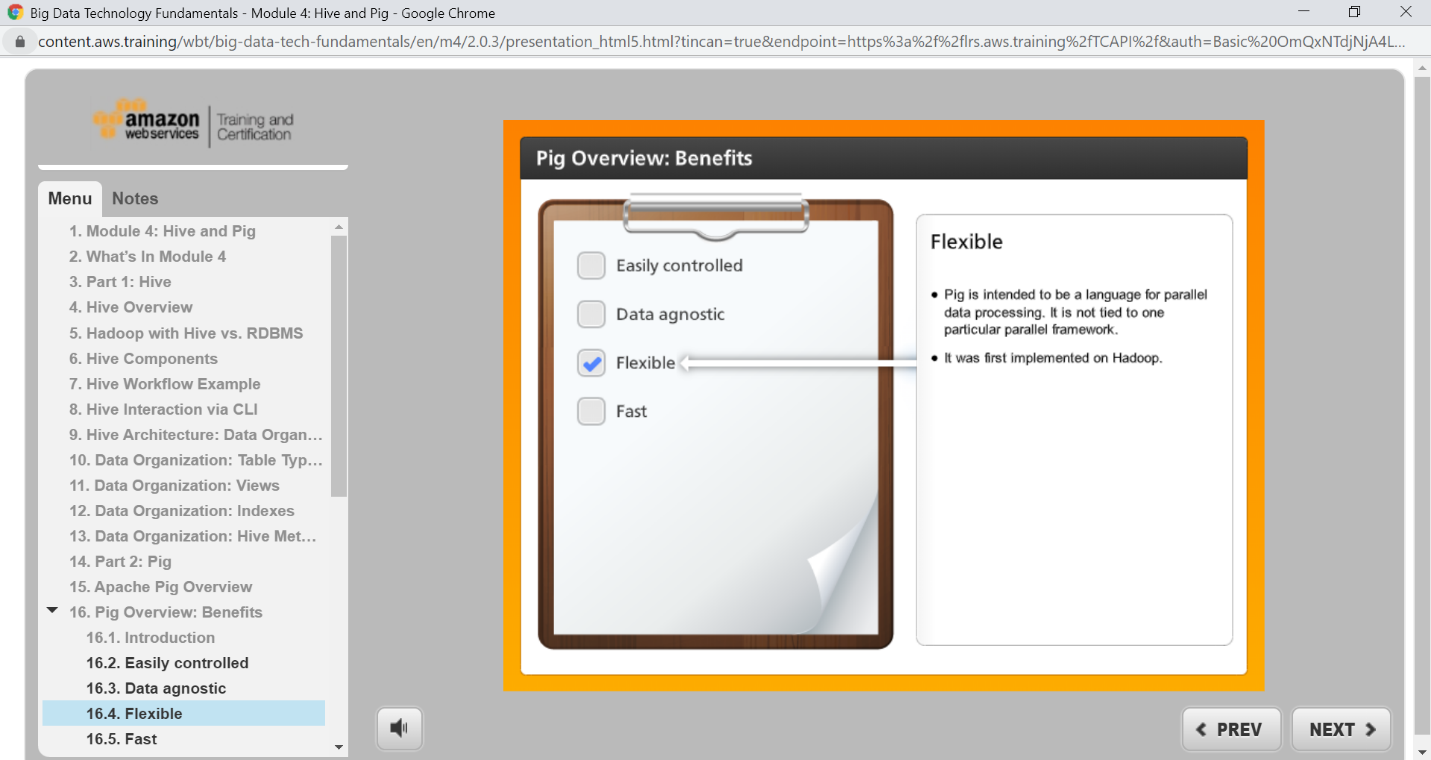 Big Data Technology Fundamentals - Module 4: Hive and Pig - Google Chrome
content.aws.training/wbt/big-data-tech-fundamentals/en/m4/2.0.3/presentation_html5.html?tincan=true&endpoint=https%3a%2f%2flrs.aws.training%2fTCAPI%2f&auth=Basic%20OmQxNTdjNjA4L...
amazon
webservices
Training and
Certification
Menu
Notes
1. Module 4: Hive and Pig
2. What's In Module 4
3. Part 1: Hive
4. Hive Overview
5. Hadoop with Hive vs. RDBMS
6. Hive Components
7. Hive Workflow Example
8. Hive Interaction via CLI
9. Hive Architecture: Data Organ...
10. Data Organization: Table Typ...
11. Data Organization: Views
12. Data Organization: Indexes
13. Data Organization: Hive Met...
14. Part 2: Pig
15. Apache Pig Overview
16. Pig Overview: Benefits
16.1. Introduction
16.2. Easily controlled
16.3. Data agnostic
16.4. Flexible
16.5. Fast
Pig Overview: Benefits
Easily controlled
Data agnostic
Flexible
Fast
Flexible
• Pig is intended to be a language for parallel
data processing. It is not tied to one
particular parallel framework.
• It was first implemented on Hadoop.
PREV
NEXT